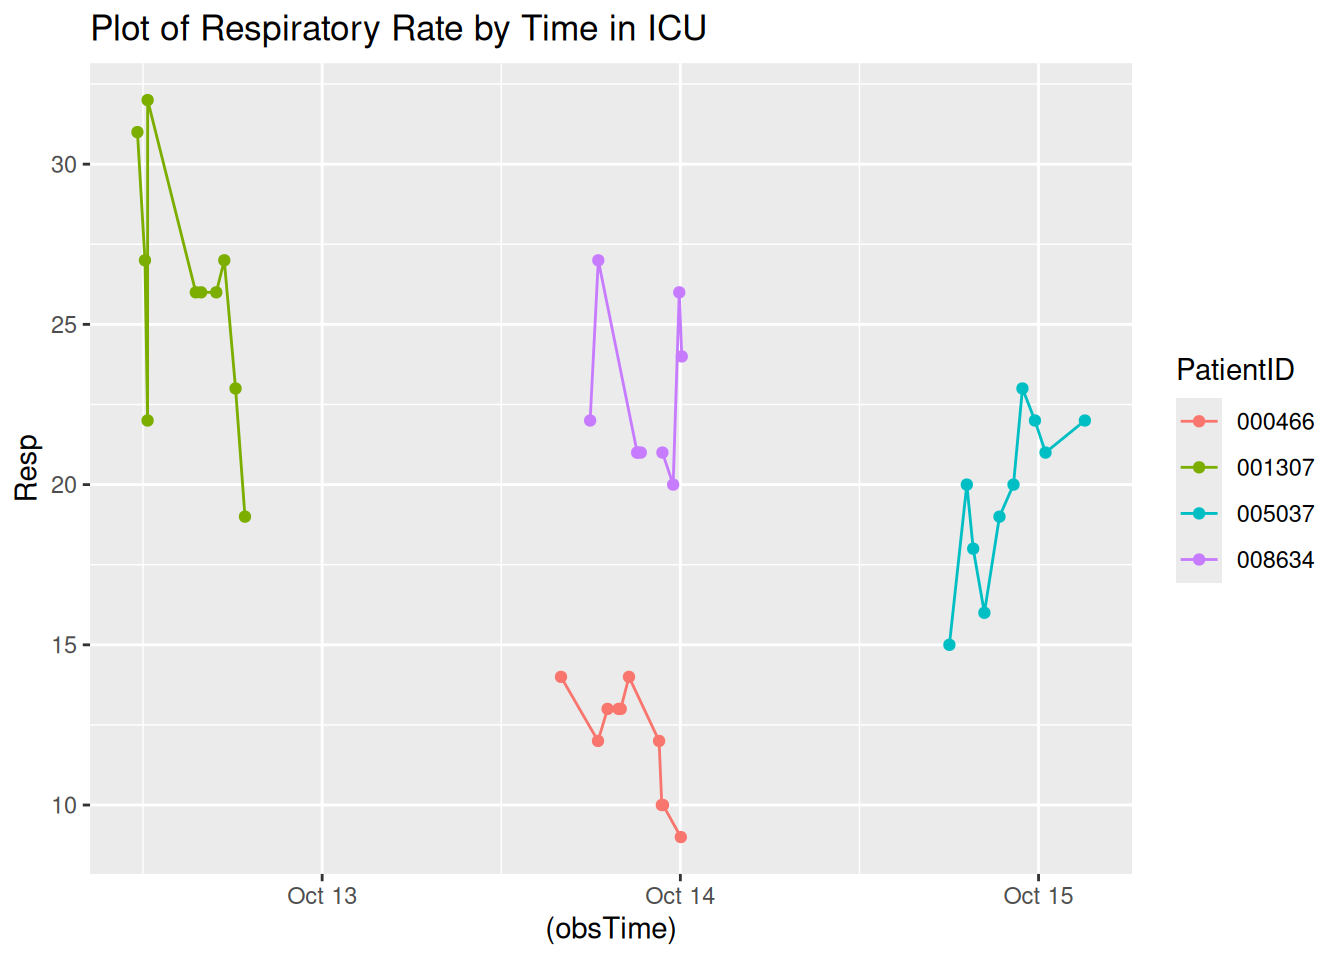 Plot of Respiratory Rate by Time in ICU
Resp
30
25
20
15
10
Oct 13
Oct 14
Oct 15
(obsTime)
PatientID
000466
001307
005037
008634